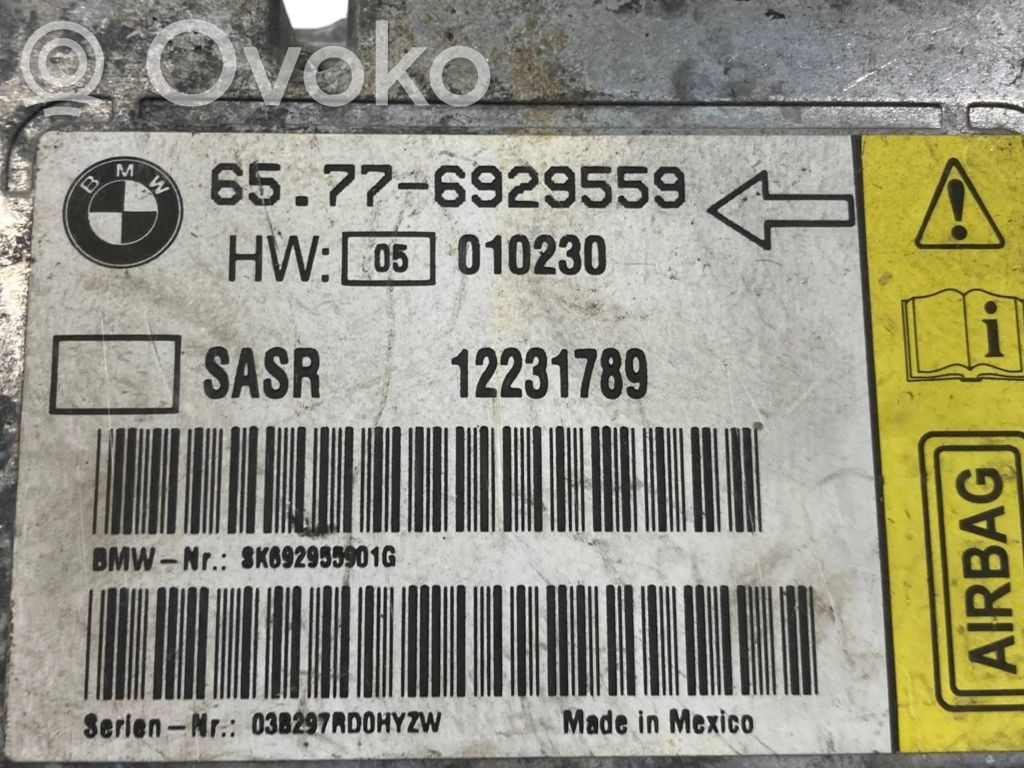 Ovoko
BMW
65.77-6929559
HW: 05 010230
SASR 12231789
BMW-Nr.: SK692955901G
Serien-Nr.: 03B297RD0HYZW Made in Mexico
AIRBAG